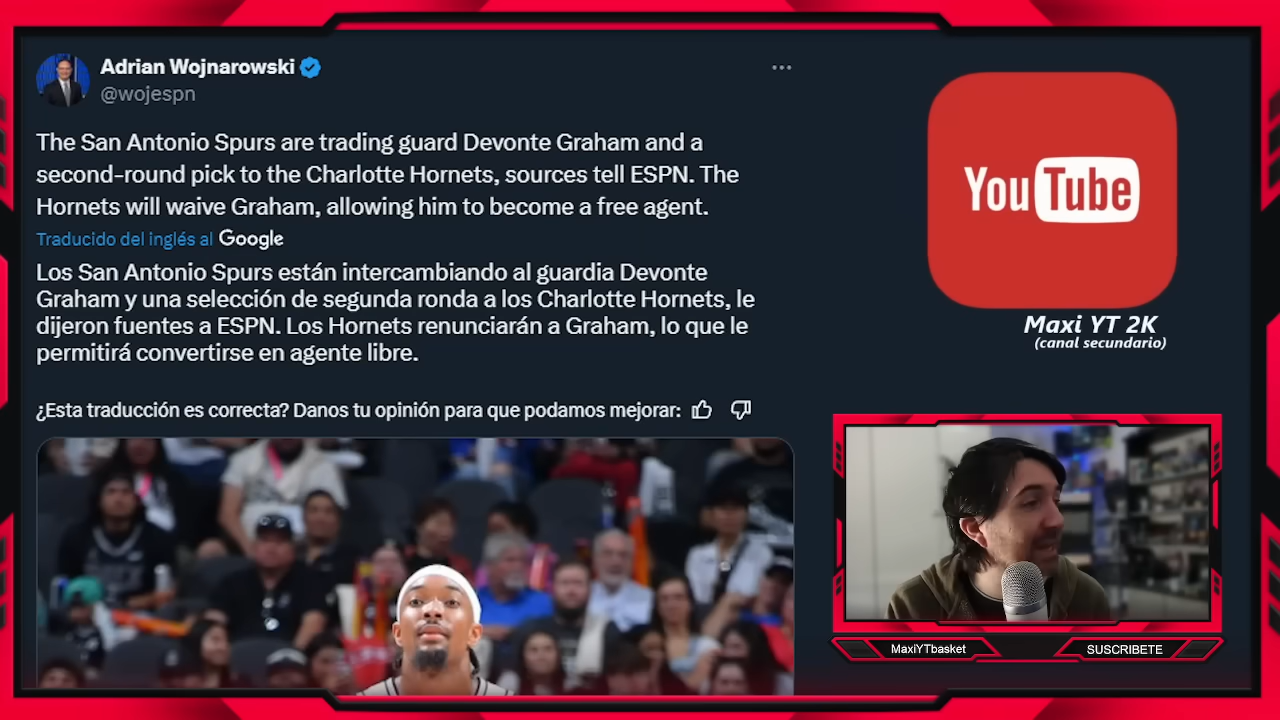 Adrian Wojnarowski
@wojespn
The San Antonio Spurs are trading guard Devonte Graham and a
second-round pick to the Charlotte Hornets, sources tell ESPN. The
Hornets will waive Graham, allowing him to become a free agent.
Traducido del inglés al Google
Los San Antonio Spurs están intercambiando al guardia Devonte
Graham y una selección de segunda ronda a los Charlotte Hornets, le
dijeron fuentes a ESPN. Los Hornets renunciarán a Graham, lo que le
permitirá convertirse en agente libre.
¿Esta traducción es correcta? Danos tu opinión para que podamos mejorar:
YouTube
Maxi YT 2K
(canal secundario)
MaxiYTbasket
SUSCRIBETE